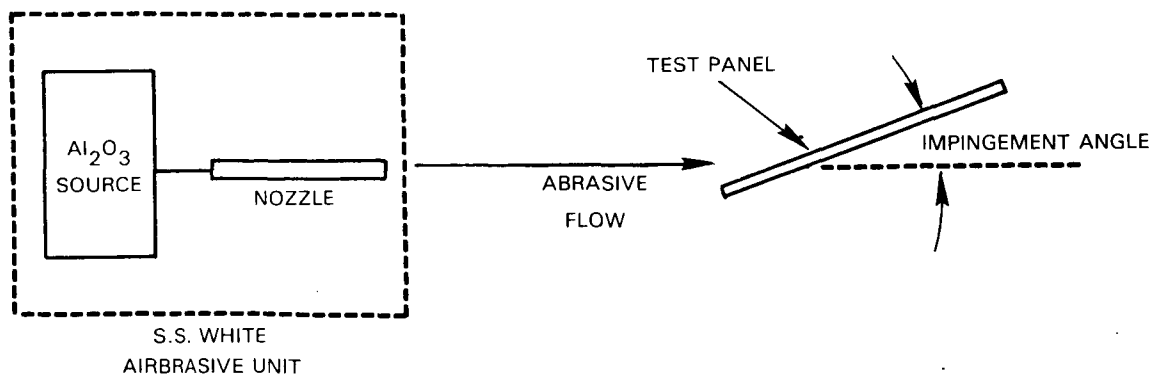 Al2O3
SOURCE
NOZZLE
S.S. WHITE
AIRBRASIVE UNIT
ABRASIVE
FLOW
TEST PANEL
IMPINGEMENT ANGLE